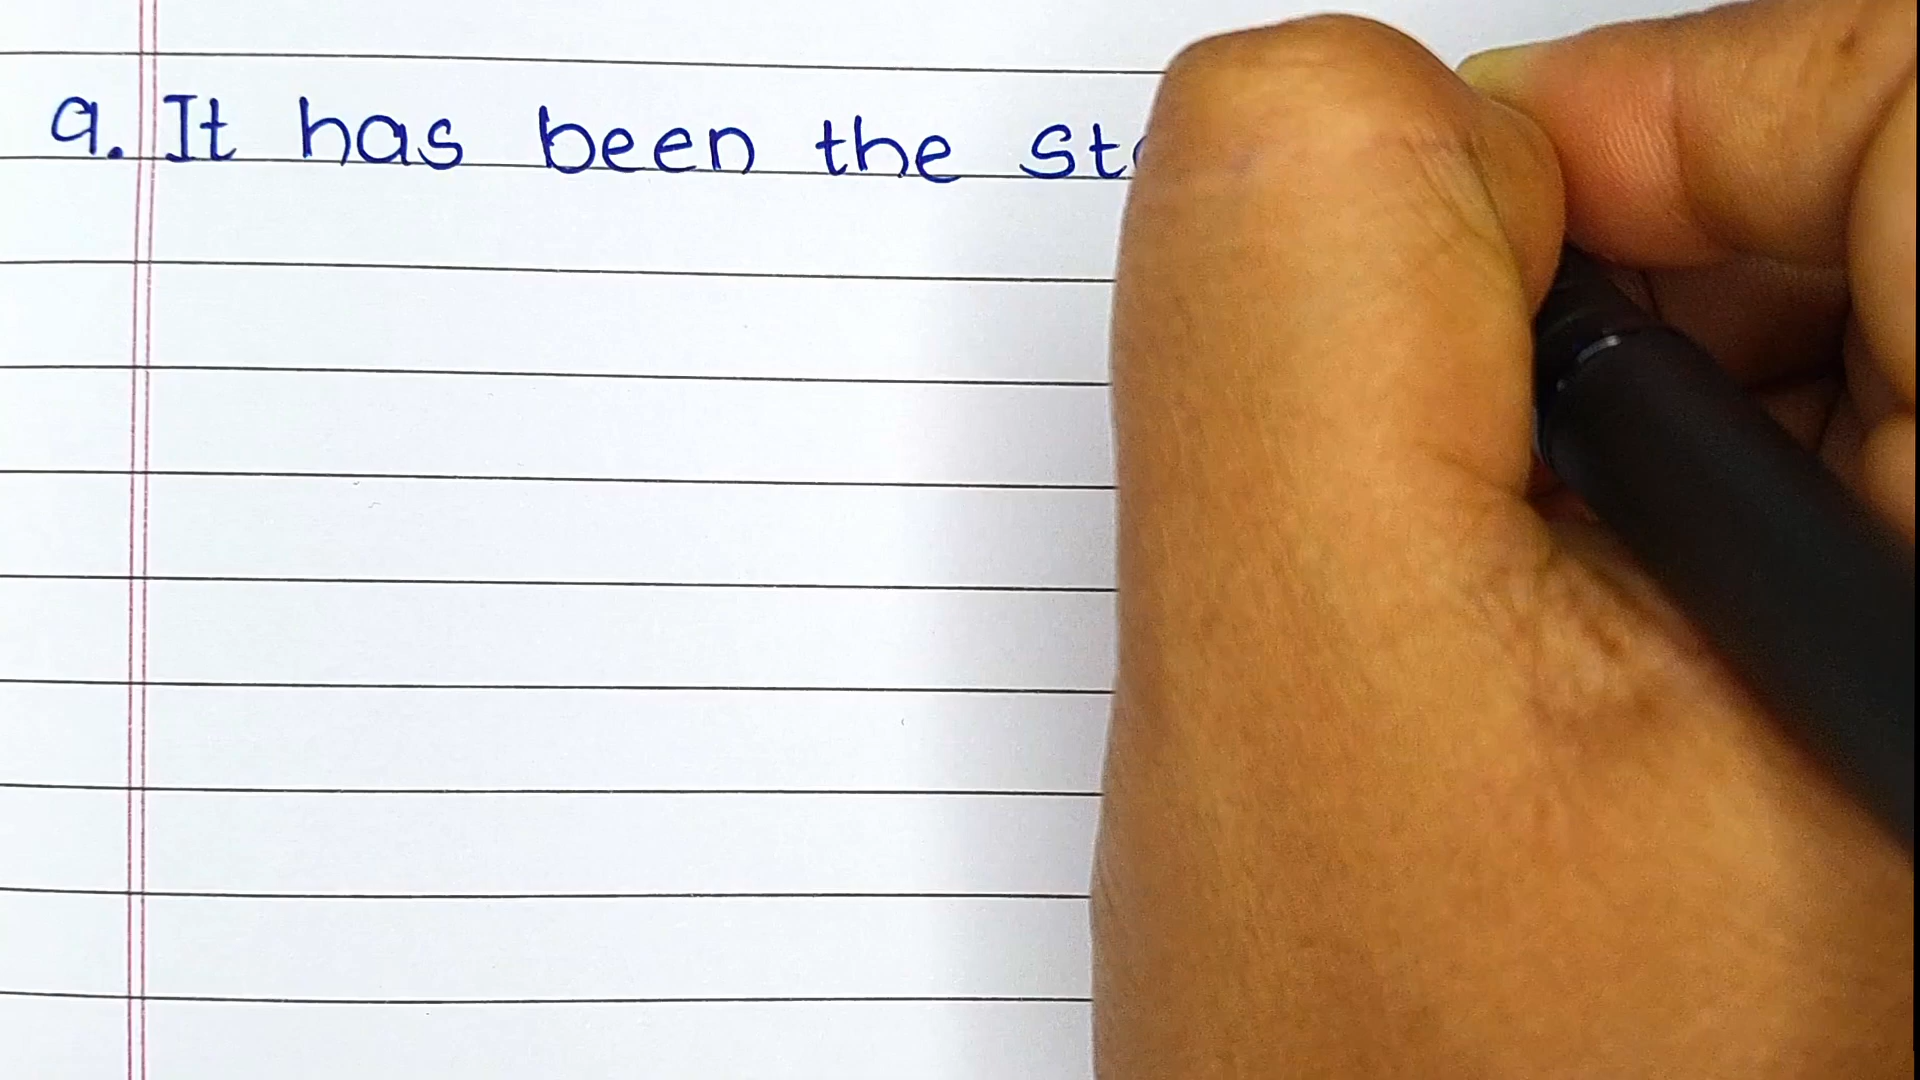 9. It has been the st